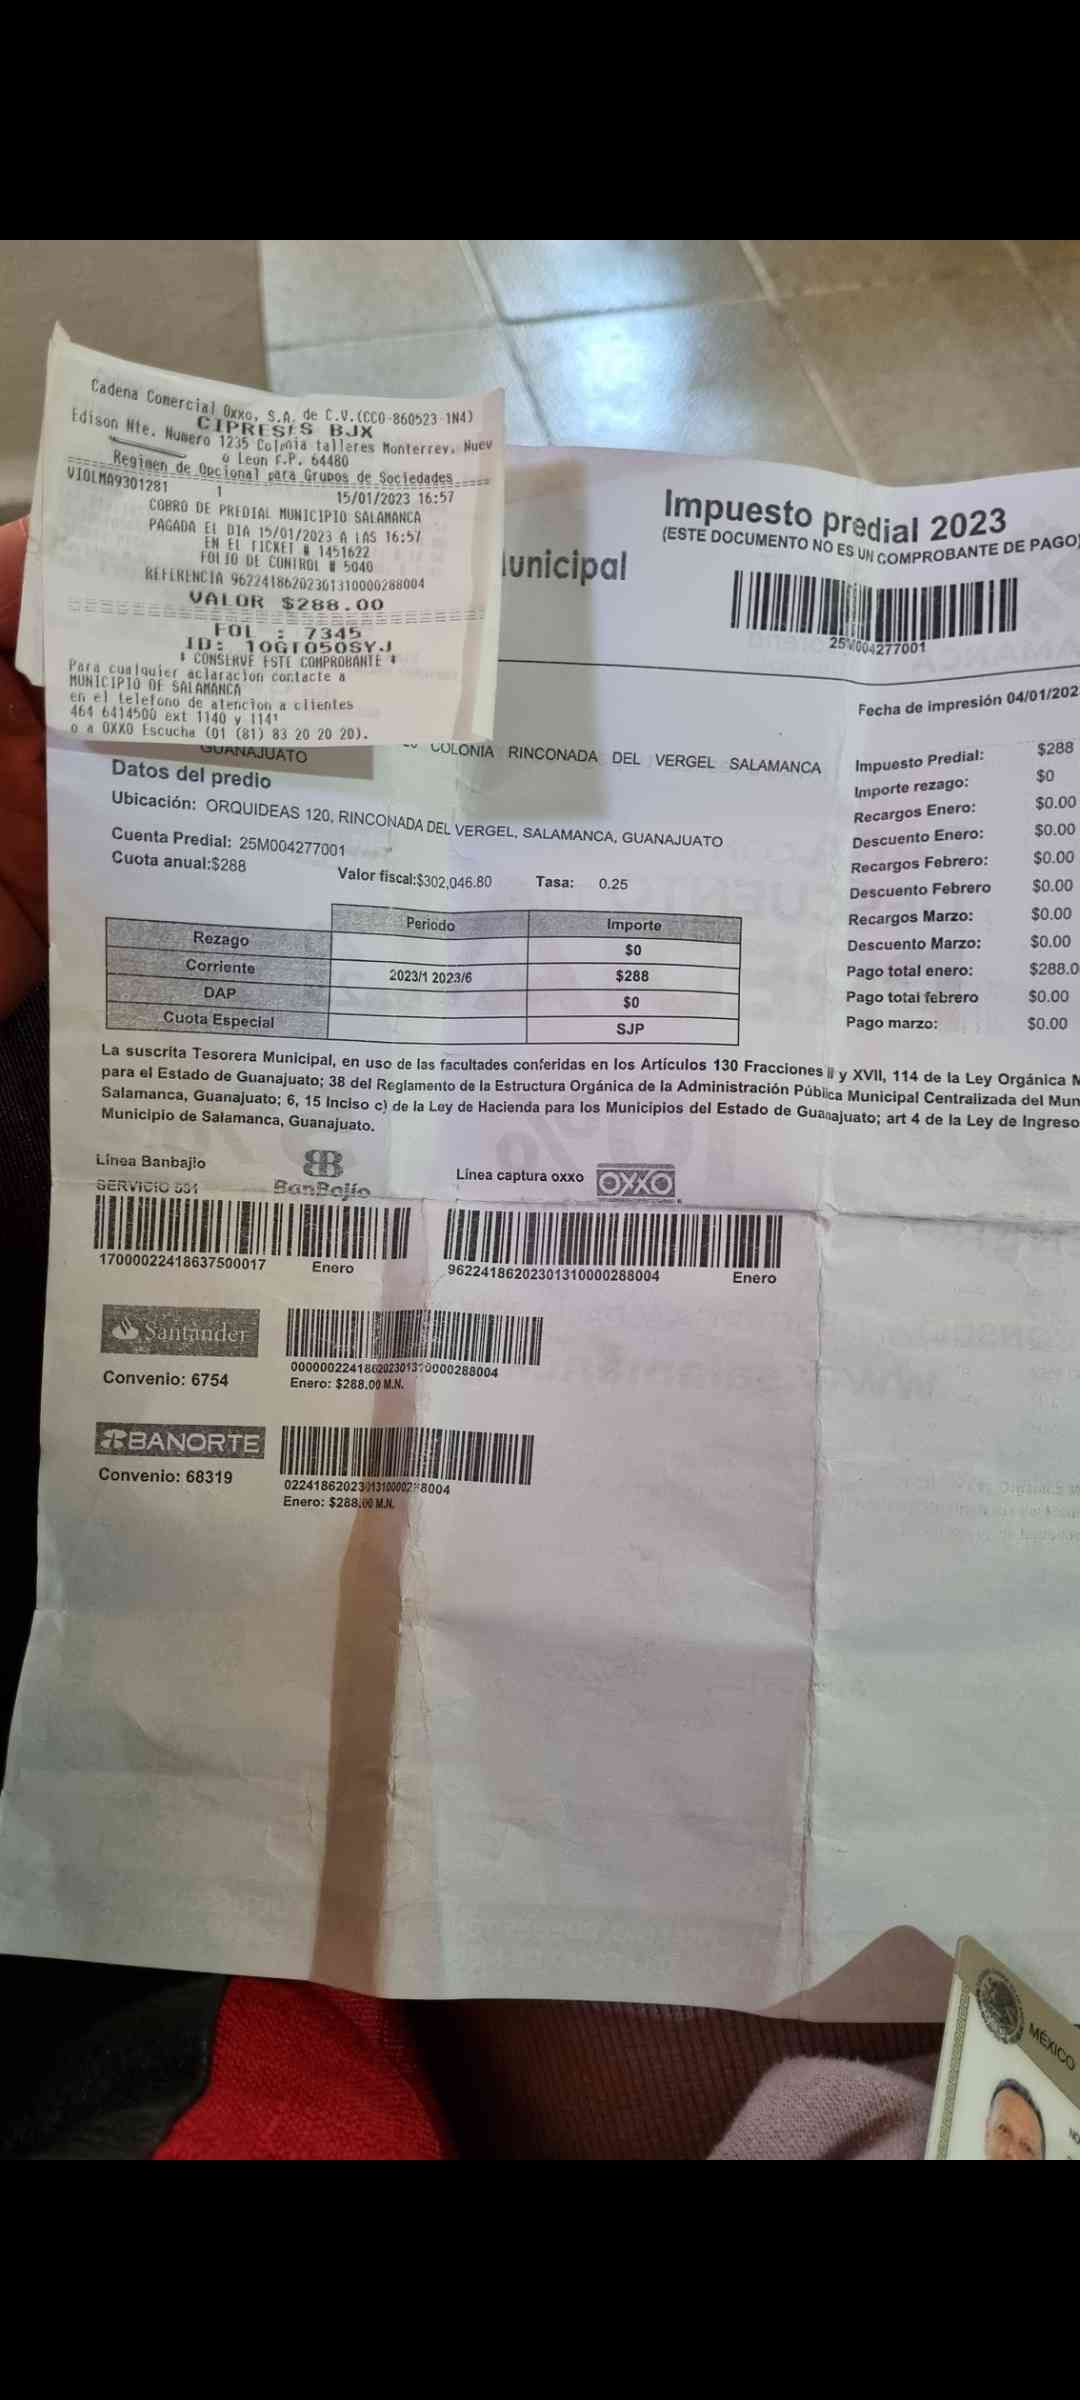 Cadena Comercial Oxxo, S.A. de C.V.(CCO-860523-1N4)
CIPRESES BJX
Edison Nte. Numero 1235 Colonia talleres Monterrey, Nuev
o Leon C.P. 64480
Regimen de Opcional para Grupos de Sociedades
VIOLMA9301281 1 15/01/2023 16:57
COBRO DE PREDIAL MUNICIPIO SALAMANCA
PAGADA EL DIA 15/01/2023 A LAS 16:57
EN EL TICKET # 1451622
FOLIO DE CONTROL # 5040
REFERENCIA 96224186202301310000288004
VALOR $288.00
FOL : 7345
ID: 10GTO50SYJ
* CONSERVE ESTE COMPROBANTE *
Para cualquier aclaracion contacte a
MUNICIPIO DE SALAMANCA
en el telefono de atencion a clientes
464 6414500 ext 1140 y 1141
o a OXXO Escucha (01 (81) 83 20 20 20).
unicipal
Impuesto predial 2023
(ESTE DOCUMENTO NO ES UN COMPROBANTE DE PAGO)
25M004277001
Fecha de impresión 04/01/202
COLONIA RINCONADA DEL VERGEL SALAMANCA
GUANAJUATO
Datos del predio
Ubicación: ORQUIDEAS 120, RINCONADA DEL VERGEL, SALAMANCA, GUANAJUATO
Cuenta Predial: 25M004277001
Cuota anual:$288 Valor fiscal:$302,046.80 Tasa: 0.25
Impuesto Predial: $288
Importe rezago: $0
Recargos Enero: $0.00
Descuento Enero: $0.00
Recargos Febrero: $0.00
Descuento Febrero $0.00
Recargos Marzo: $0.00
Descuento Marzo: $0.00
Pago total enero: $288.0
Pago total febrero $0.00
Pago marzo: $0.00
Periodo Importe
Rezago $0
Corriente 2023/1 2023/6 $288
DAP $0
Cuota Especial SJP
La suscrita Tesorera Municipal, en uso de las facultades conferidas en los Artículos 130 Fracciones II y XVII, 114 de la Ley Orgánica M
para el Estado de Guanajuato; 38 del Reglamento de la Estructura Orgánica de la Administración Pública Municipal Centralizada del Mun
Salamanca, Guanajuato; 6, 15 Inciso c) de la Ley de Hacienda para los Municipios del Estado de Guanajuato; art 4 de la Ley de Ingreso
Municipio de Salamanca, Guanajuato.
Línea Banbajio
SERVICIO 531
BanBajío
Línea captura oxxo OXXO
17000022418637500017 Enero
96224186202301310000288004 Enero
Santander
Convenio: 6754
0000002241862023013​10000288004
Enero: $288.00 M.N.
BANORTE
Convenio: 68319
022418620230131​0000288004
Enero: $288.00 M.N.
MÉXICO